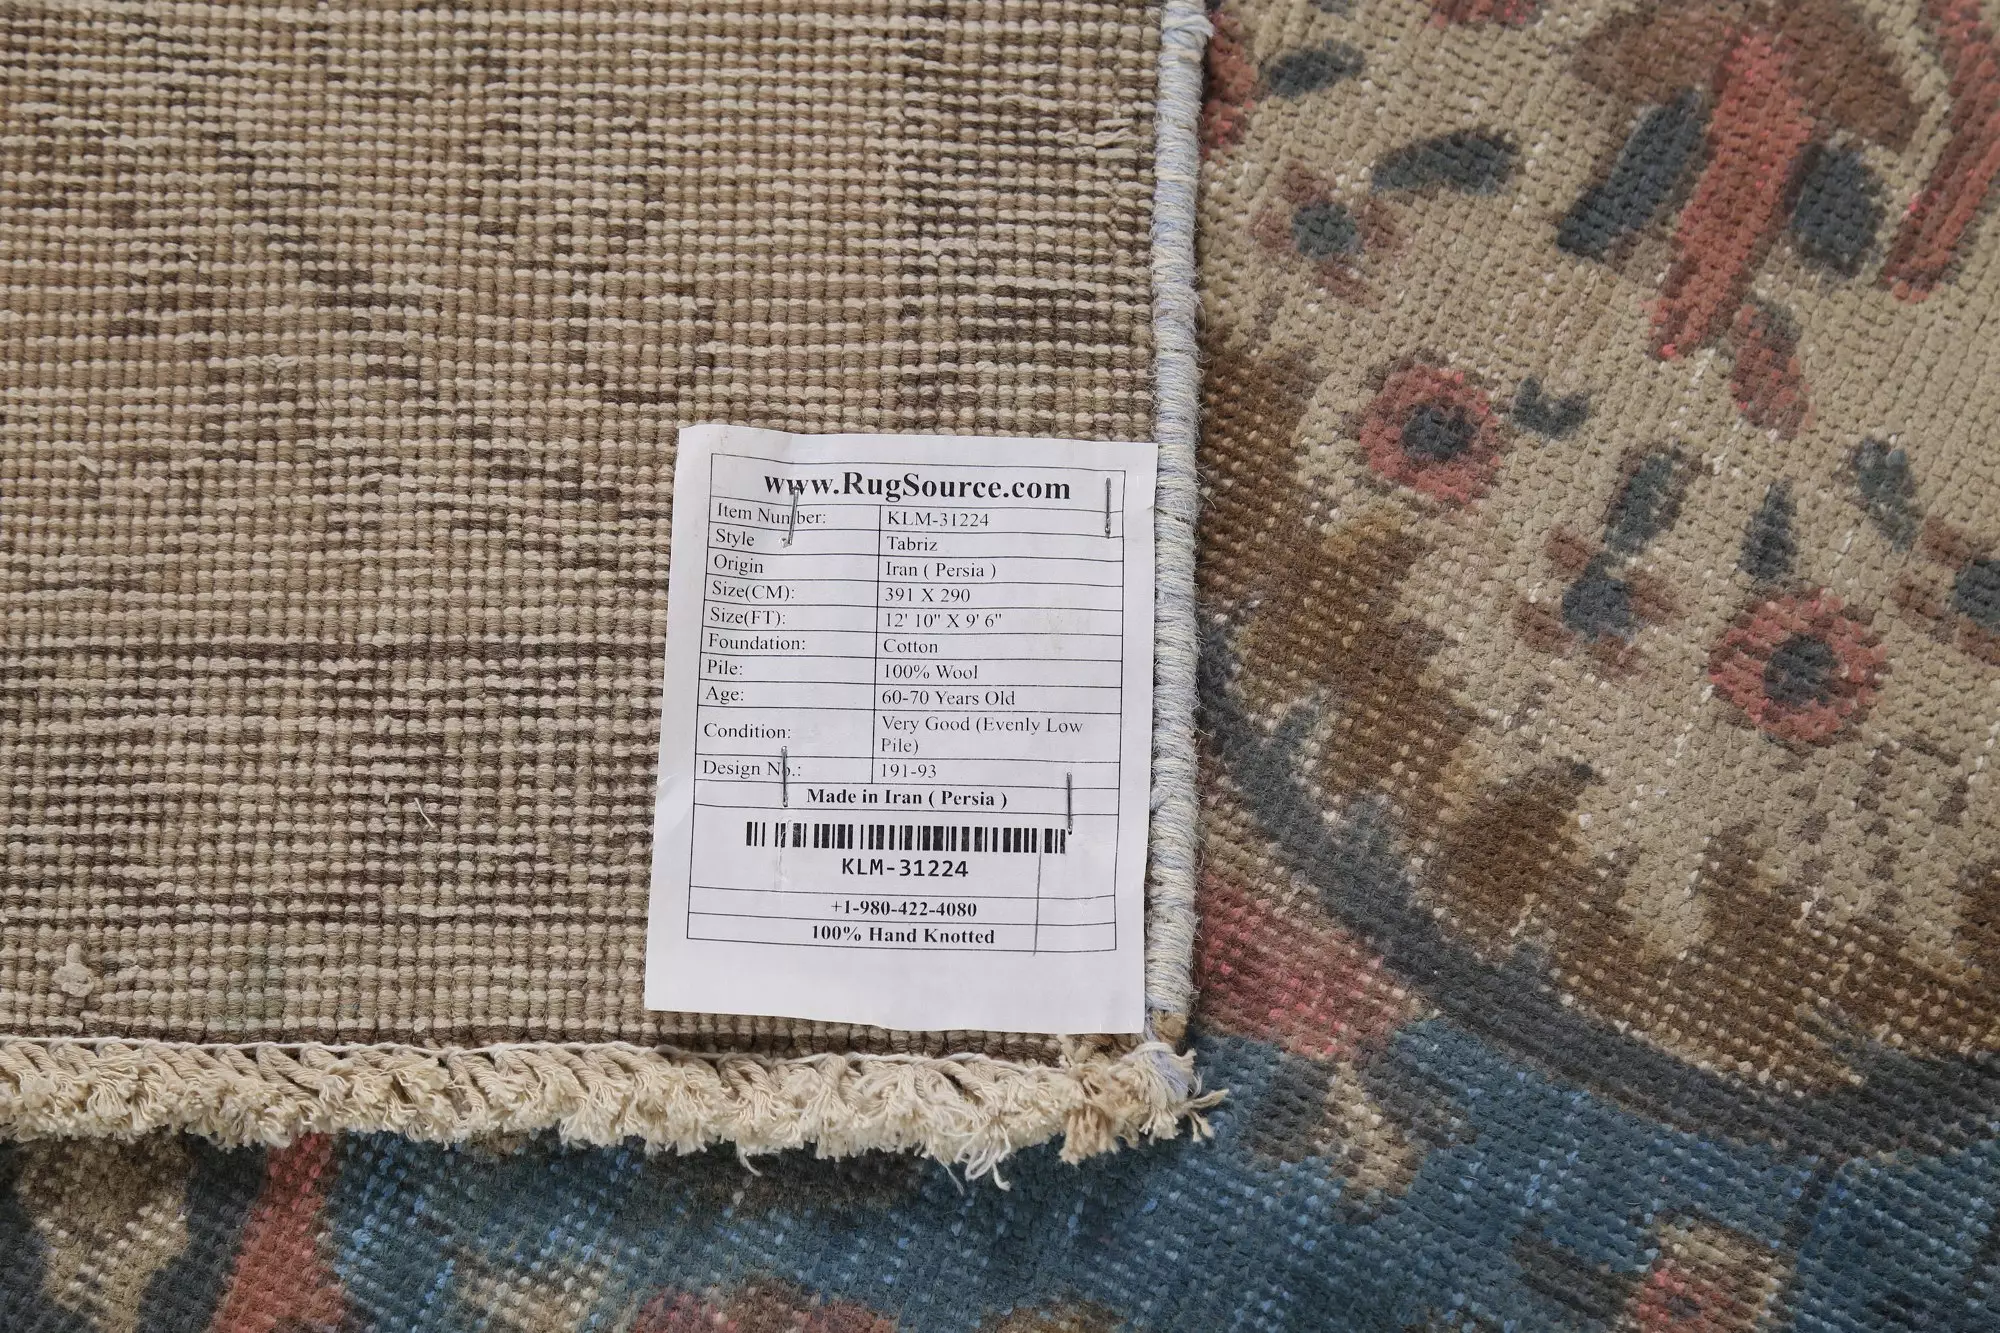 www.RugSource.com
Item Number: KLM-31224
Style Tabriz
Origin Iran ( Persia )
Size(CM): 391 X 290
Size(FT): 12' 10" X 9' 6"
Foundation: Cotton
Pile: 100% Wool
Age: 60-70 Years Old
Condition: Very Good (Evenly Low
Pile)
Design No.: 191-93
Made in Iran ( Persia )
KLM-31224
+1-980-422-4080
100% Hand Knotted